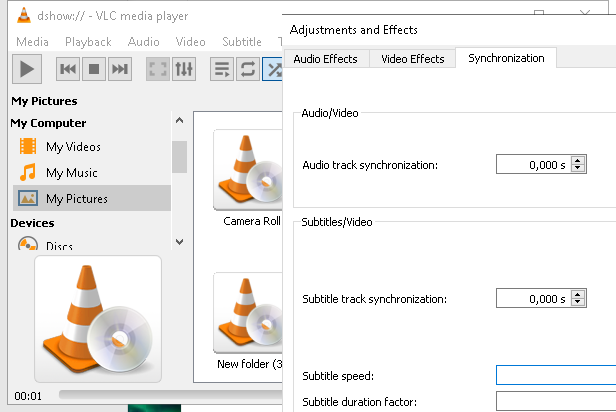 dshow:// - VLC media player
Media Playback Audio Video Subtitle
My Pictures
My Computer
My Videos
My Music
My Pictures
Devices
Discs
Camera Roll
New folder (3
00:01
Adjustments and Effects
Audio Effects Video Effects Synchronization
Audio/Video
Audio track synchronization: 0,000 s
Subtitles/Video
Subtitle track synchronization: 0,000 s
Subtitle speed:
Subtitle duration factor: